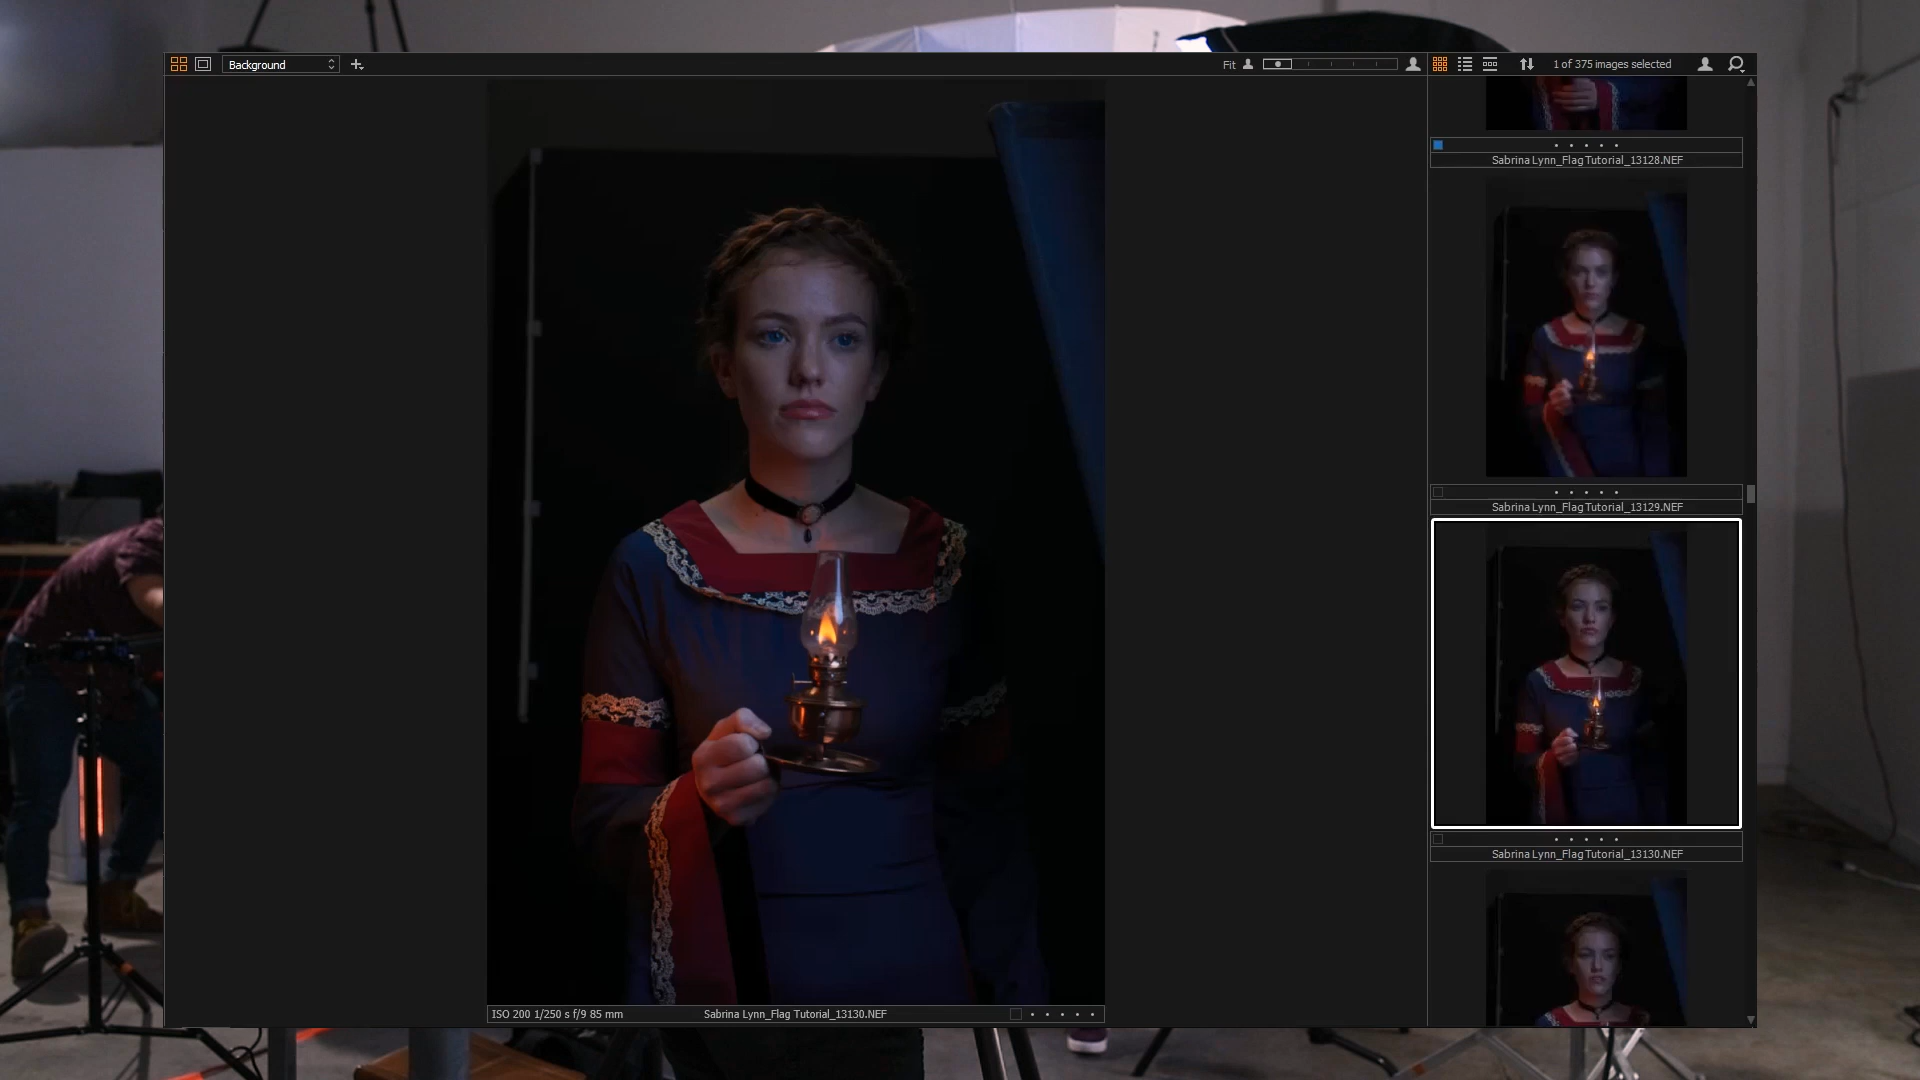 Background
Fit
1 of 375 images selected
Sabrina Lynn_Flag Tutorial_13128.NEF
Sabrina Lynn_Flag Tutorial_13129.NEF
Sabrina Lynn_Flag Tutorial_13130.NEF
ISO 200 1/250 s f/9 85 mm
Sabrina Lynn_Flag Tutorial_13130.NEF